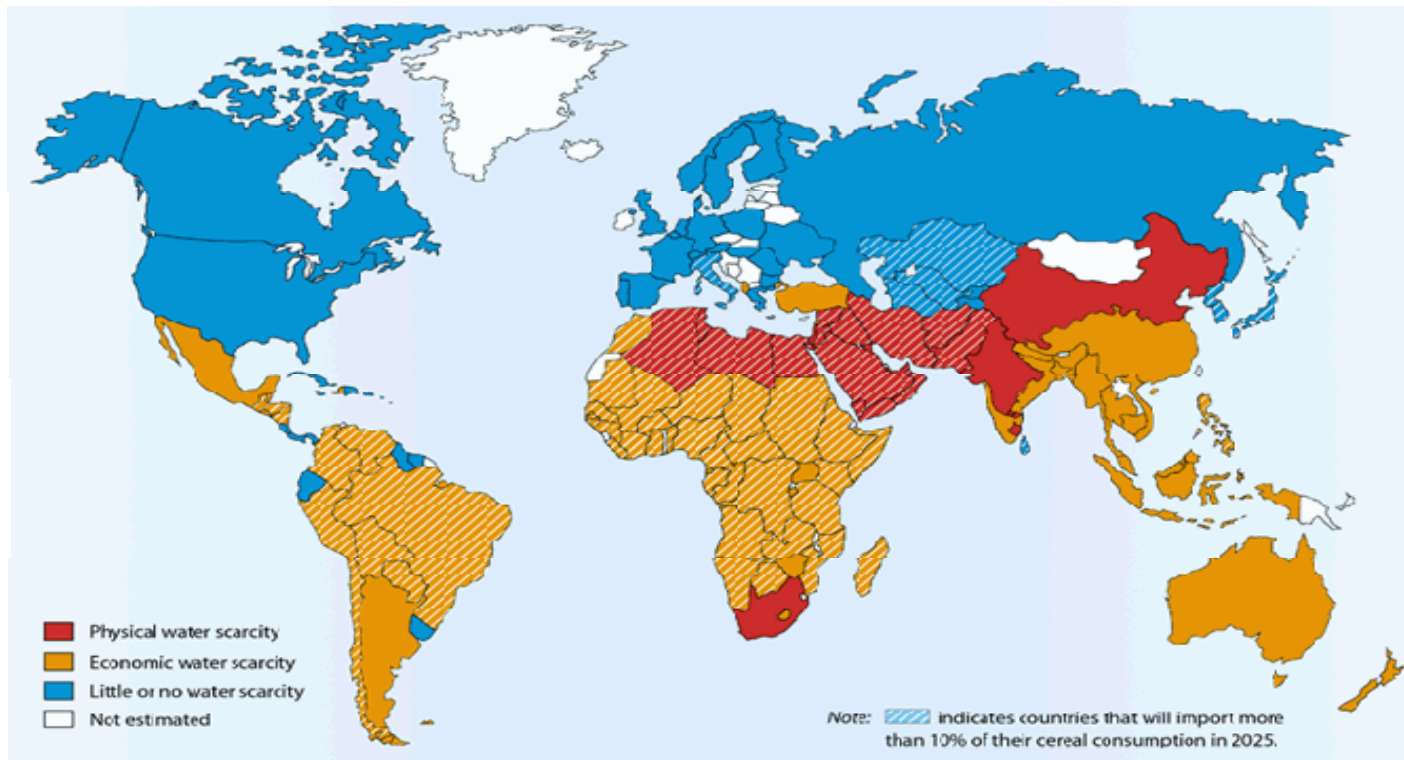 Physical water scarcity
Economic water scarcity
Little or no water scarcity
Not estimated
Note: indicates countries that will import more
than 10% of their cereal consumption in 2025.